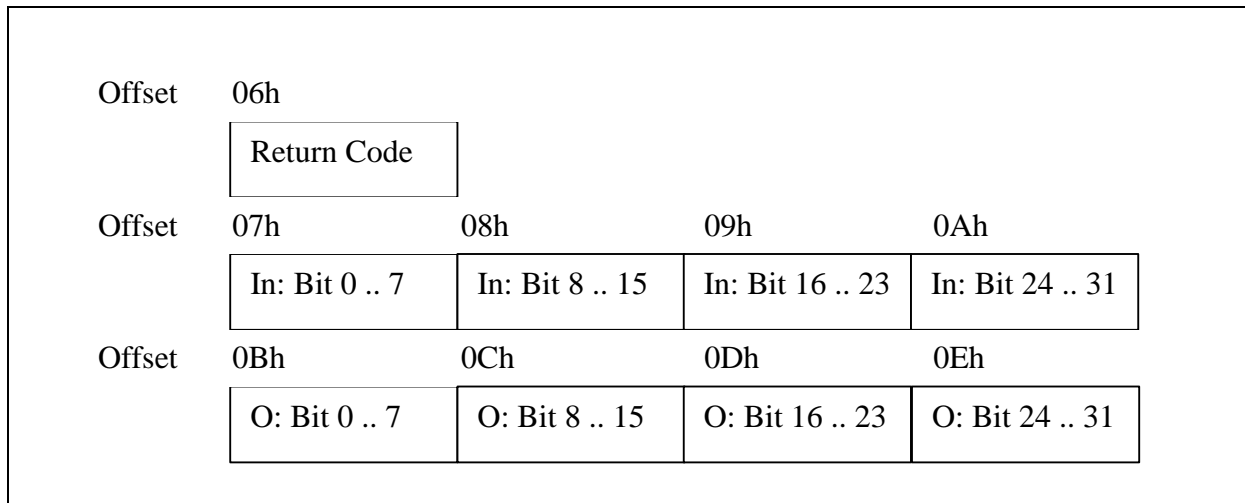 Offset 06h
Return Code
Offset 07h 08h 09h 0Ah
In: Bit 0 .. 7 In: Bit 8 .. 15 In: Bit 16 .. 23 In: Bit 24 .. 31
Offset 0Bh 0Ch 0Dh 0Eh
O: Bit 0 .. 7 O: Bit 8 .. 15 O: Bit 16 .. 23 O: Bit 24 .. 31